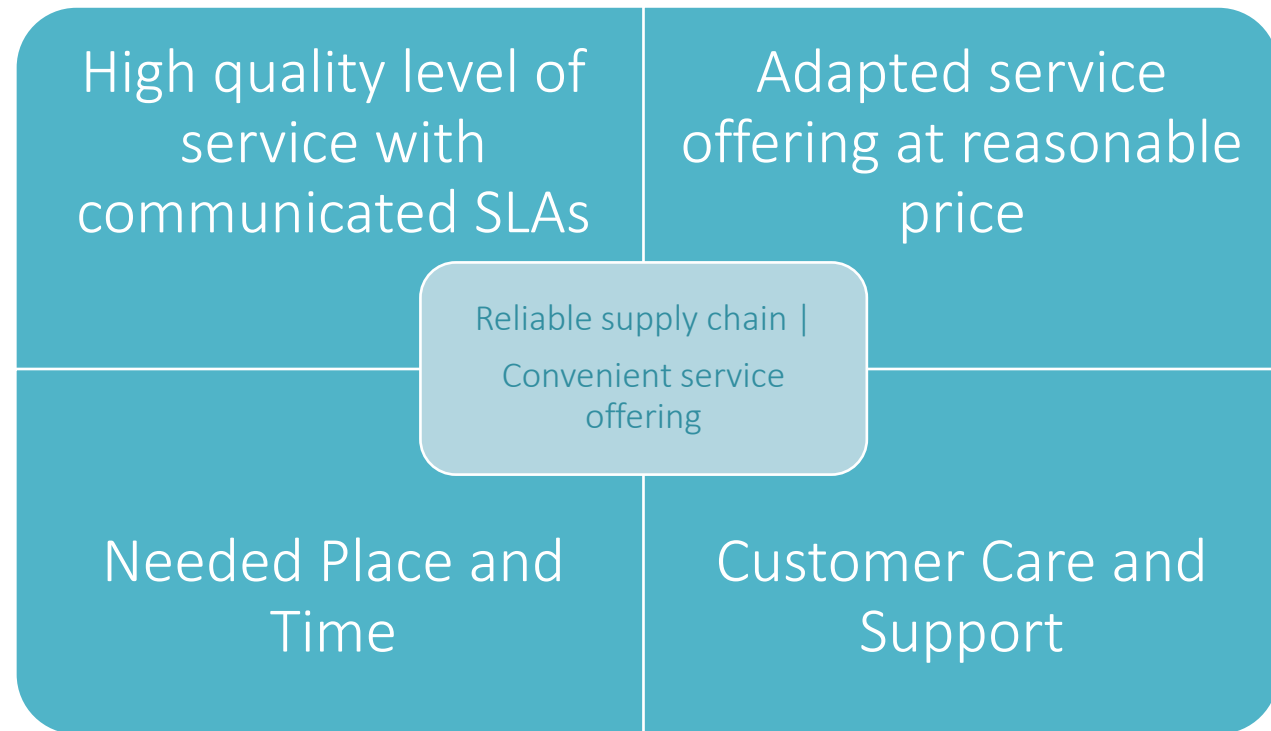 High quality level of
service with
communicated SLAs
Adapted service
offering at reasonable
price
Reliable supply chain |
Convenient service
offering
Needed Place and
Time
Customer Care and
Support